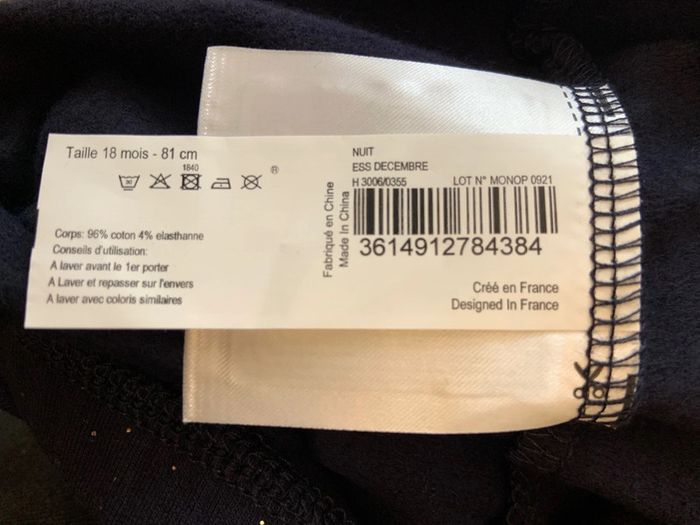 Taille 18 mois - 81 cm
1840
®
Corps: 96% coton 4% elasthanne
Conseils d'utilisation:
A laver avant le 1er porter
A Laver et repasser sur l'envers
A laver avec coloris similaires
Fabriqué en Chine
Made In China
NUIT
ESS DECEMBRE
H 3006/0355
LOT N° MONOP 0921
3614912784384
Créé en France
Designed In France